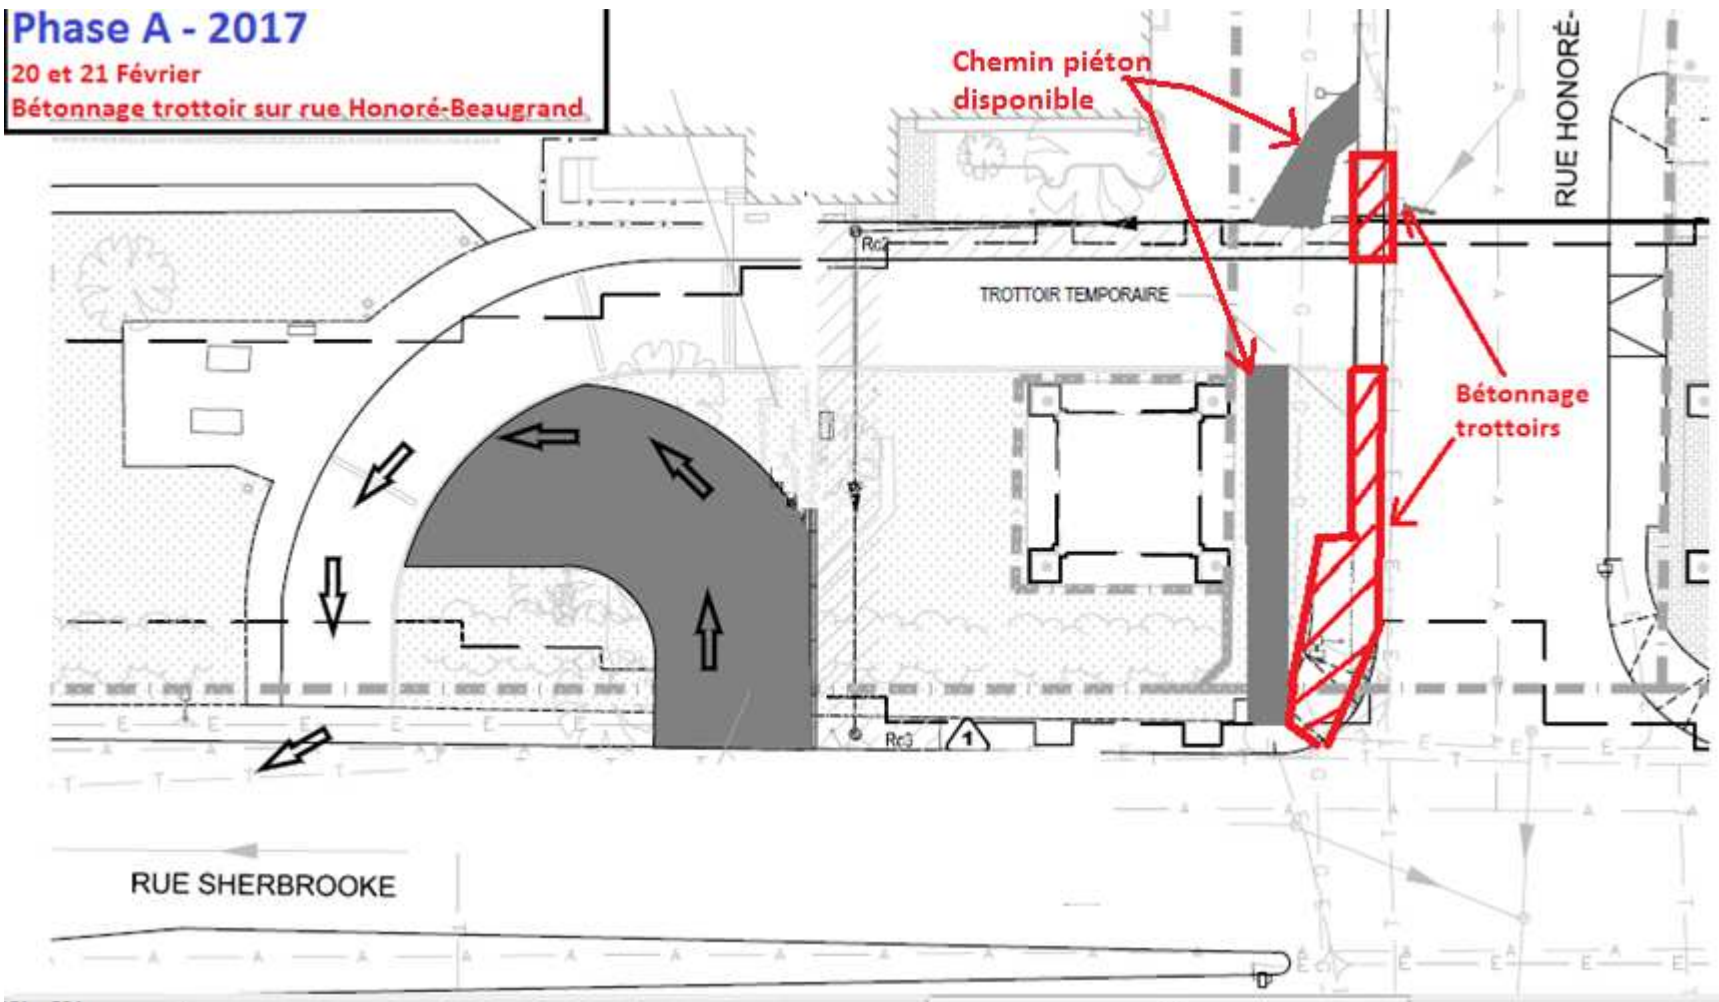 Phase A - 2017
20 et 21 Février
Bétonnage trottoir sur rue Honoré-Beaugrand
Chemin piéton
disponible
RUE HONORÉ-
Rc2
TROTTOIR TEMPORAIRE
Bétonnage
trottoirs
Rc3
1
RUE SHERBROOKE